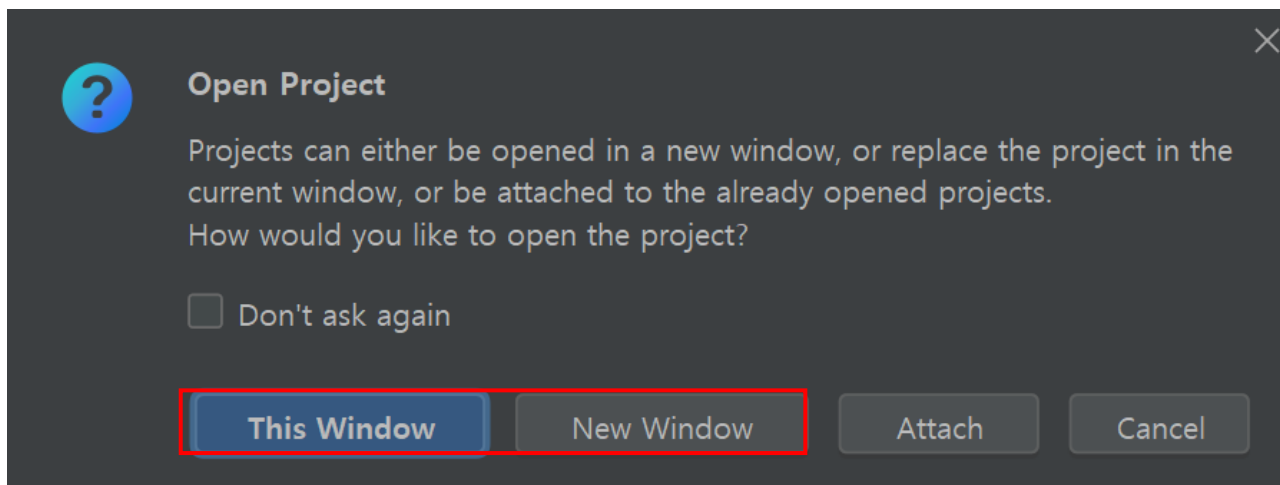 Open Project
Projects can either be opened in a new window, or replace the project in the
current window, or be attached to the already opened projects.
How would you like to open the project?
Don't ask again
This Window New Window Attach Cancel